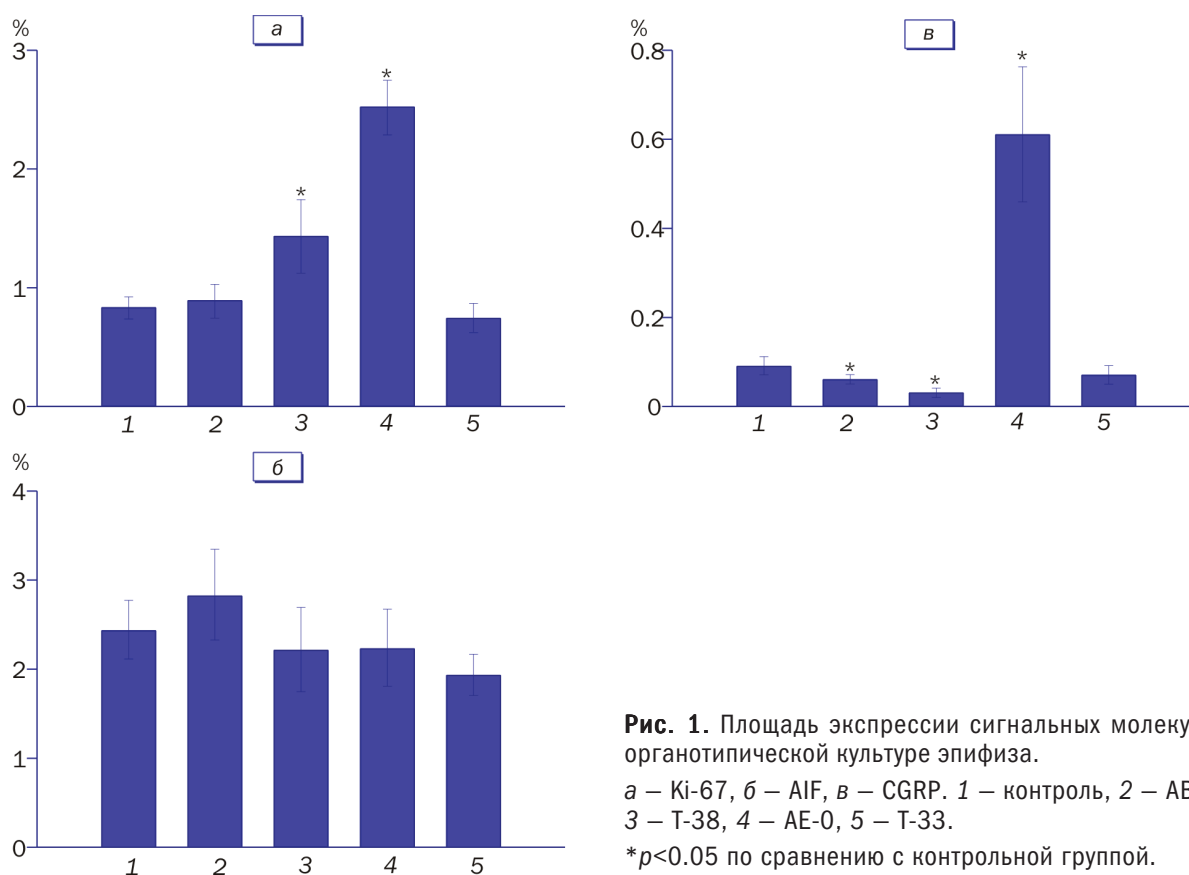 %
а
3
*
*
2
1
0
1 2 3 4 5
%
в
0.8
*
0.6
0.4
0.2
*
*
0
1 2 3 4 5
%
б
4
3
2
1
0
1 2 3 4 5
Рис. 1. Площадь экспрессии сигнальных молеку
органотипической культуре эпифиза.
а – Ki-67, б – AIF, в – CGRP. 1 – контроль, 2 –
3 – Т-38, 4 – АЕ-0, 5 – Т-33.
*p<0.05 по сравнению с контрольной группой.